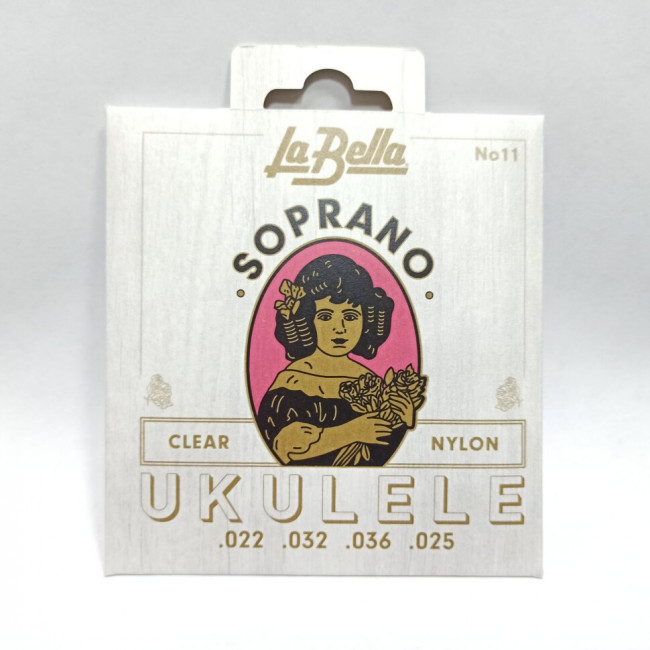 La Bella
No11
SOPRANO
CLEAR NYLON
UKULELE
.022 .032 .036 .025